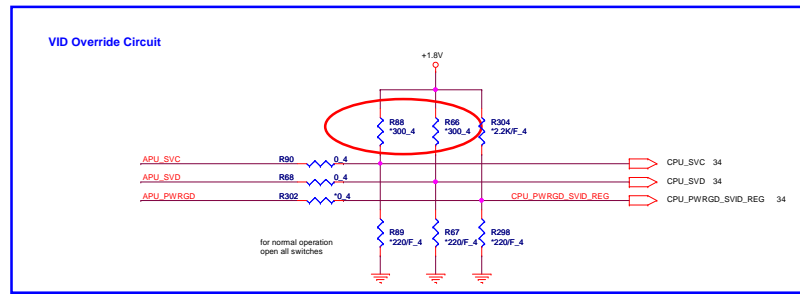 VID Override Circuit
+1.8V
R88
*300_4
R66
*300_4
R304
*2.2K/F_4
APU_SVC
R90
0_4
CPU_SVC 34
APU_SVD
R68
0_4
CPU_SVD 34
APU_PWRGD
R302
*0_4
CPU_PWRGD_SVID_REG
CPU_PWRGD_SVID_REG 34
R89
*220/F_4
R67
*220/F_4
R298
*220/F_4
for normal operation
open all switches